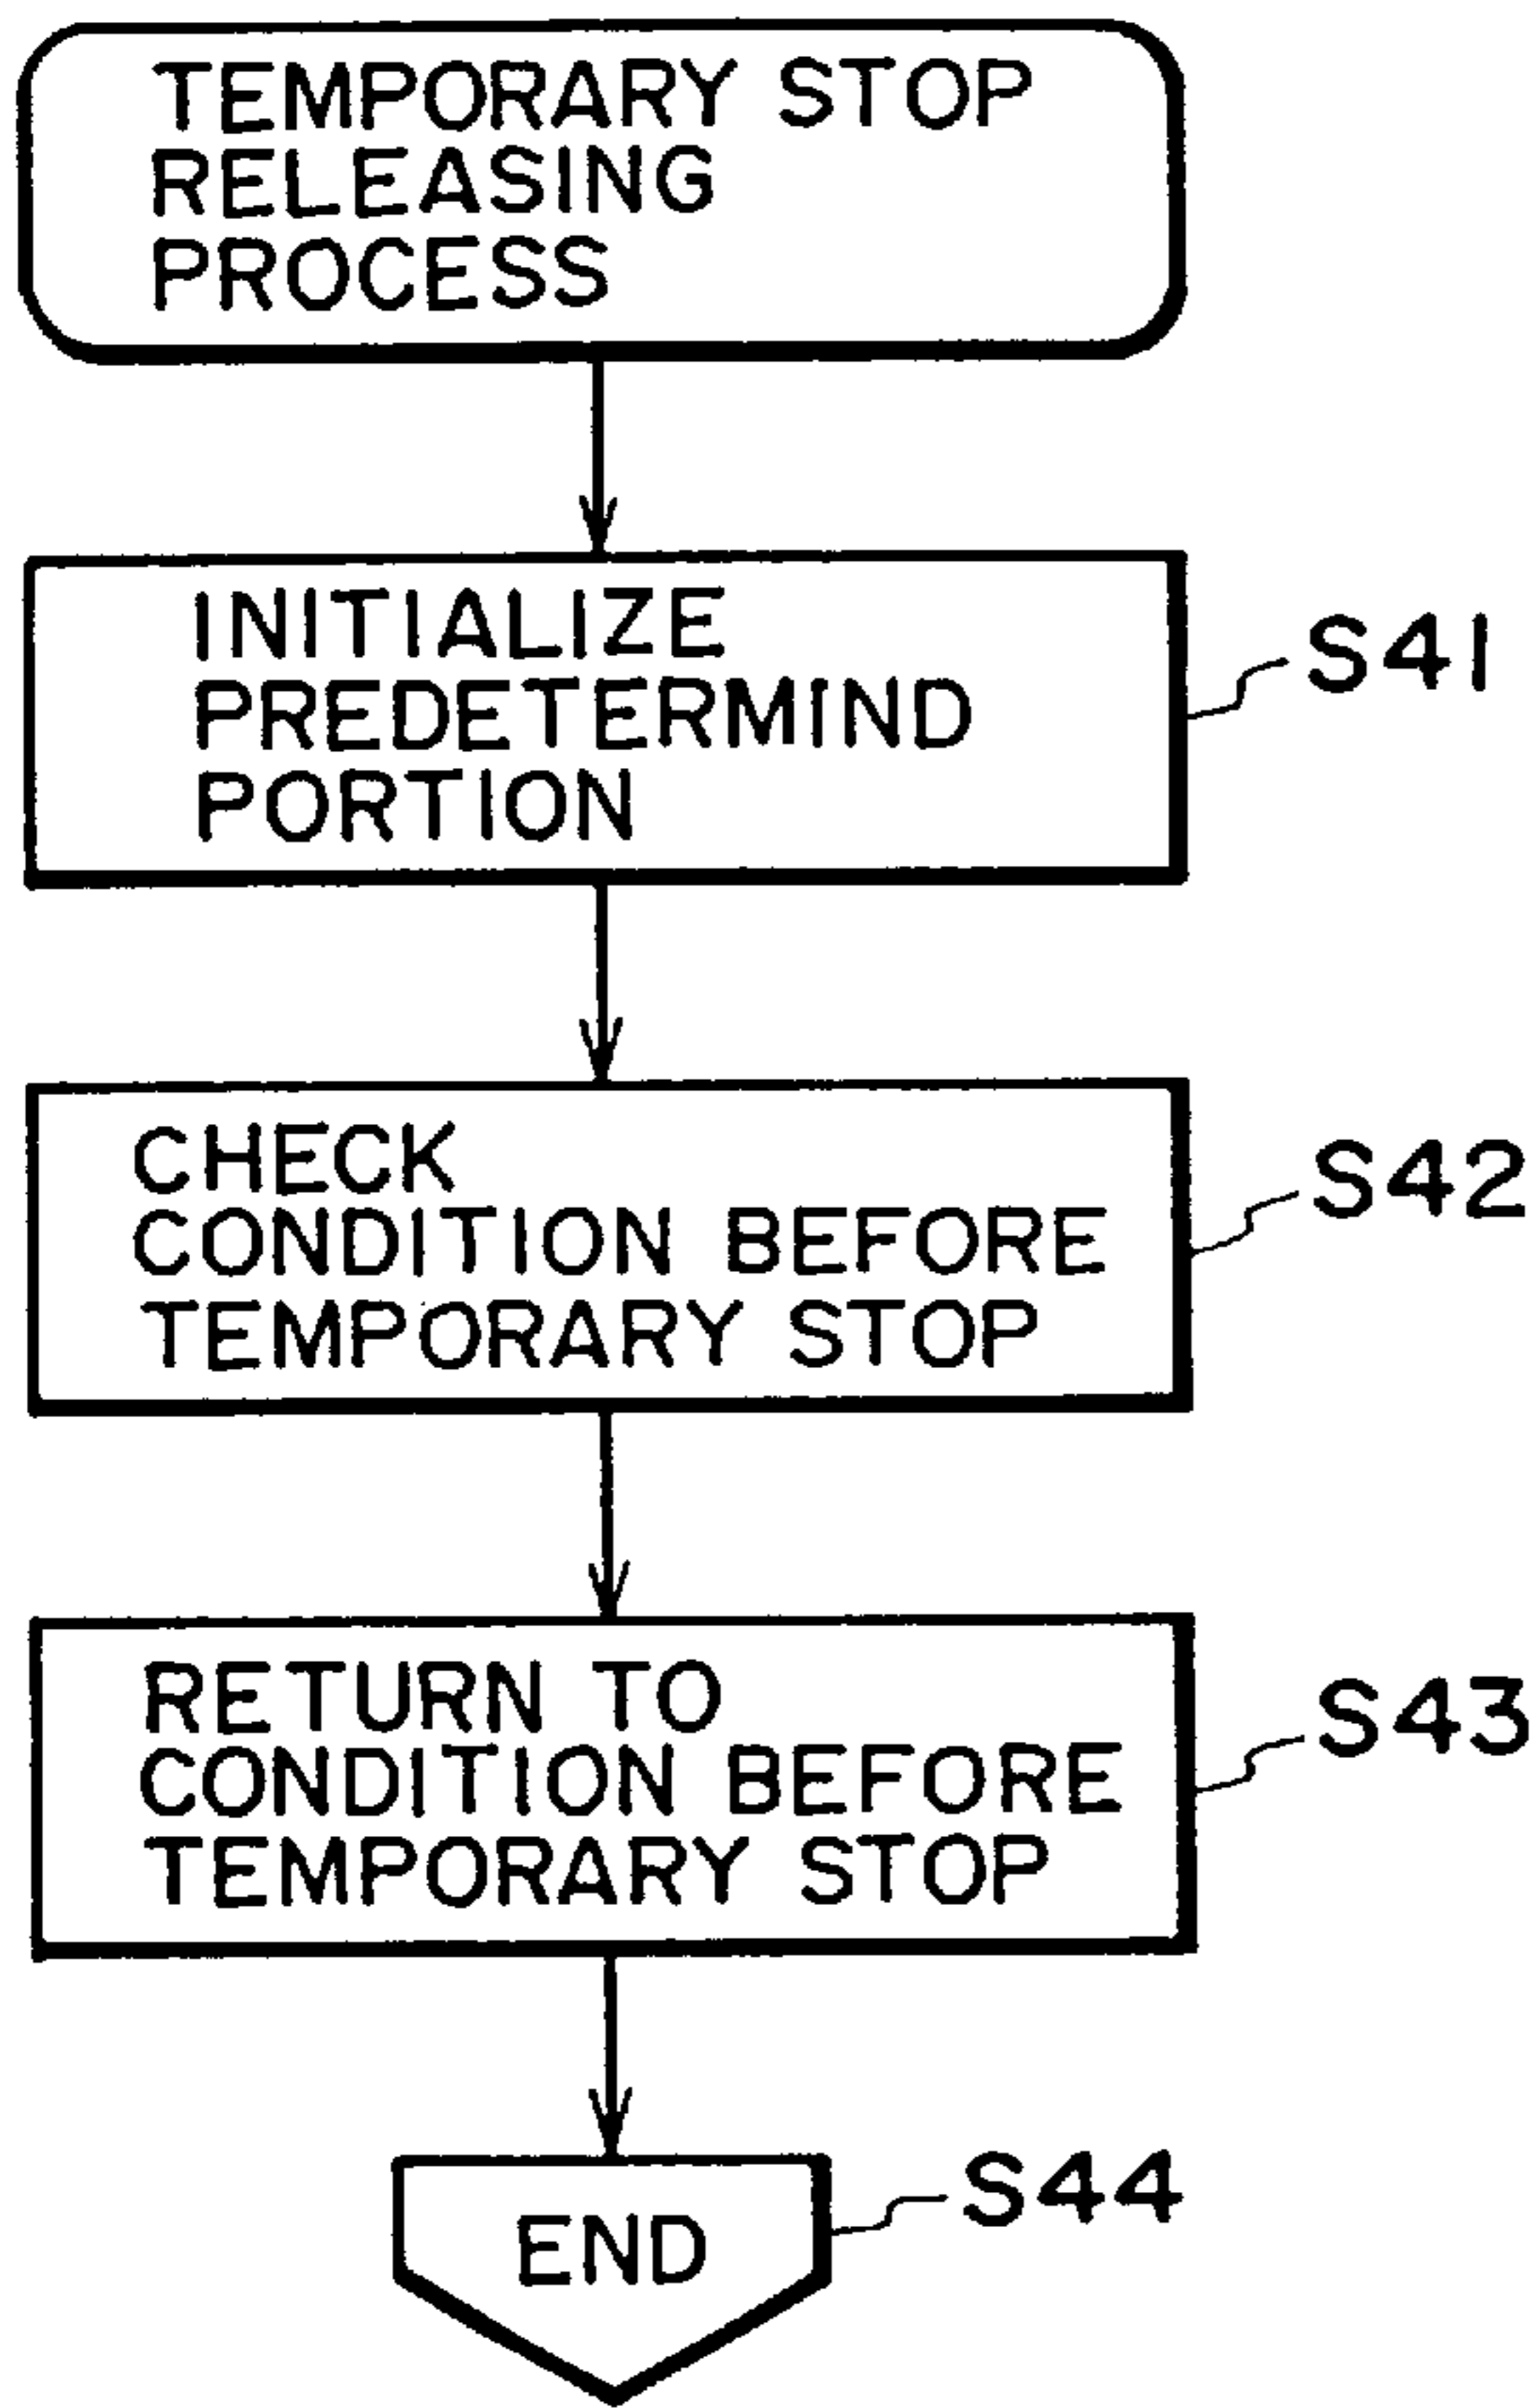 TEMPORARY STOP
RELEASING
PROCESS
INITIALIZE
PREDETERMIND
PORTION
S41
CHECK
CONDITION BEFORE
TEMPORARY STOP
S42
RETURN TO
CONDITION BEFORE
TEMPORARY STOP
S43
END
S44